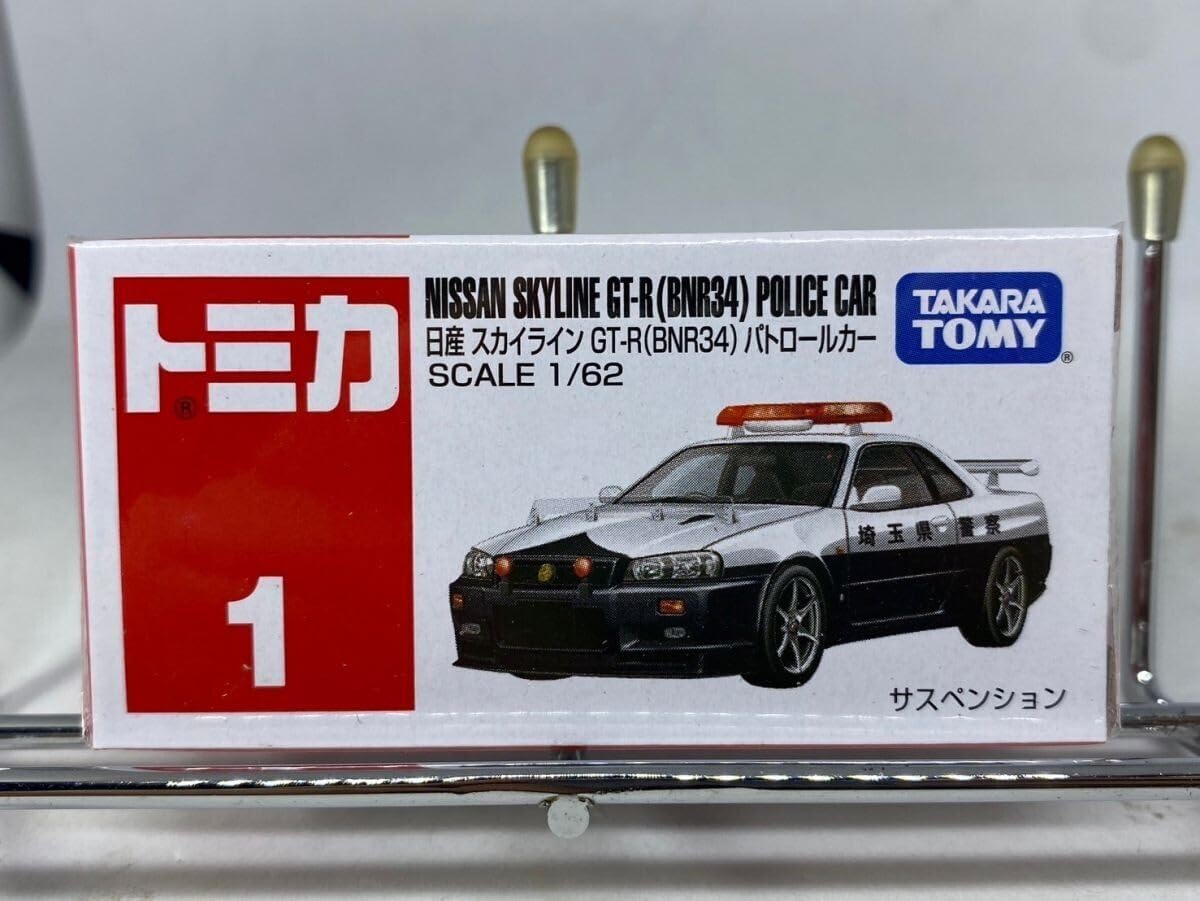 トミカ
®
1
NISSAN SKYLINE GT-R(BNR34) POLICE CAR
日産 スカイライン GT-R(BNR34) パトロールカー
SCALE 1/62
TAKARA
TOMY
®
埼玉県 警察
サスペンション